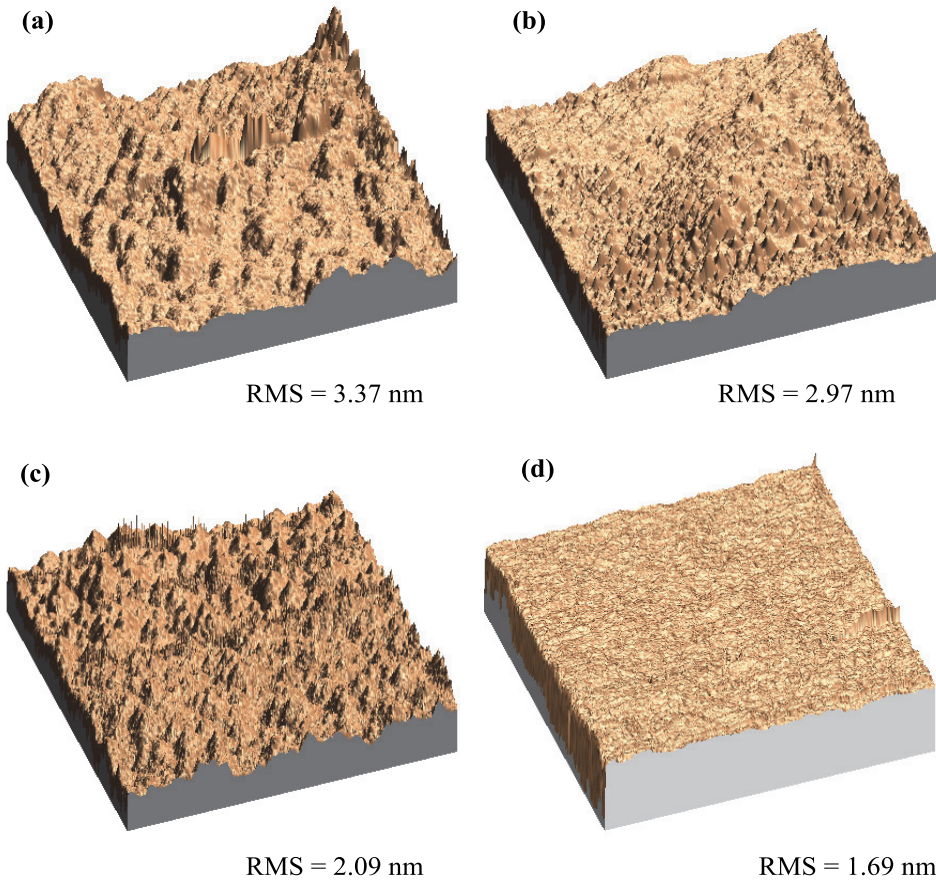 (a)
(b)
RMS = 3.37 nm
RMS = 2.97 nm
(c)
(d)
RMS = 2.09 nm
RMS = 1.69 nm